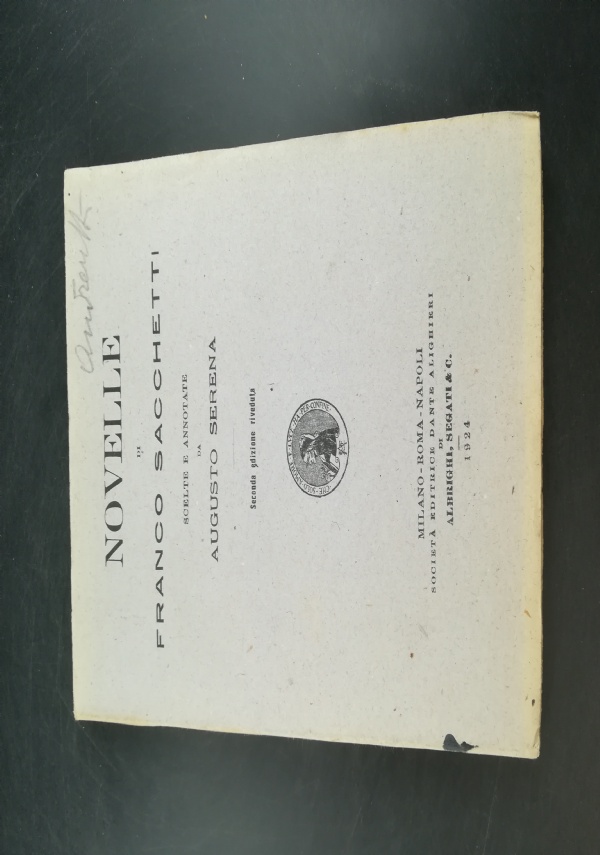 NOVELLE
DI
FRANCO SACCHETTI
SCELTE E ANNOTATE
DA
AUGUSTO SERENA
Seconda edizione riveduta
MILANO - ROMA - NAPOLI
SOCIETÀ EDITRICE DANTE ALIGHIERI
DI
ALBRIGHI, SEGATI & C.
1924